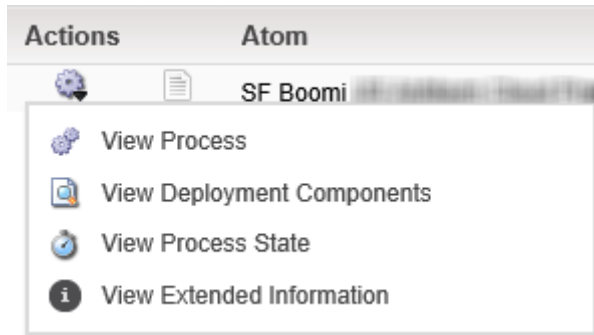 Actions Atom
SF Boomi
View Process
View Deployment Components
View Process State
View Extended Information